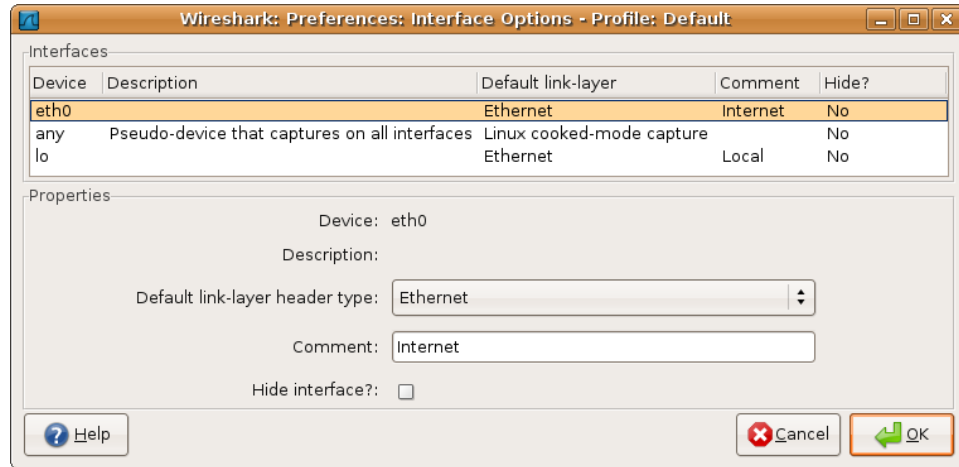 Wireshark: Preferences: Interface Options - Profile: Default
Interfaces
Device Description Default link-layer Comment Hide?
eth0 Ethernet Internet No
any Pseudo-device that captures on all interfaces Linux cooked-mode capture No
lo Ethernet Local No
Properties
Device: eth0
Description:
Default link-layer header type: Ethernet
Comment: Internet
Hide interface?:
Help Cancel OK